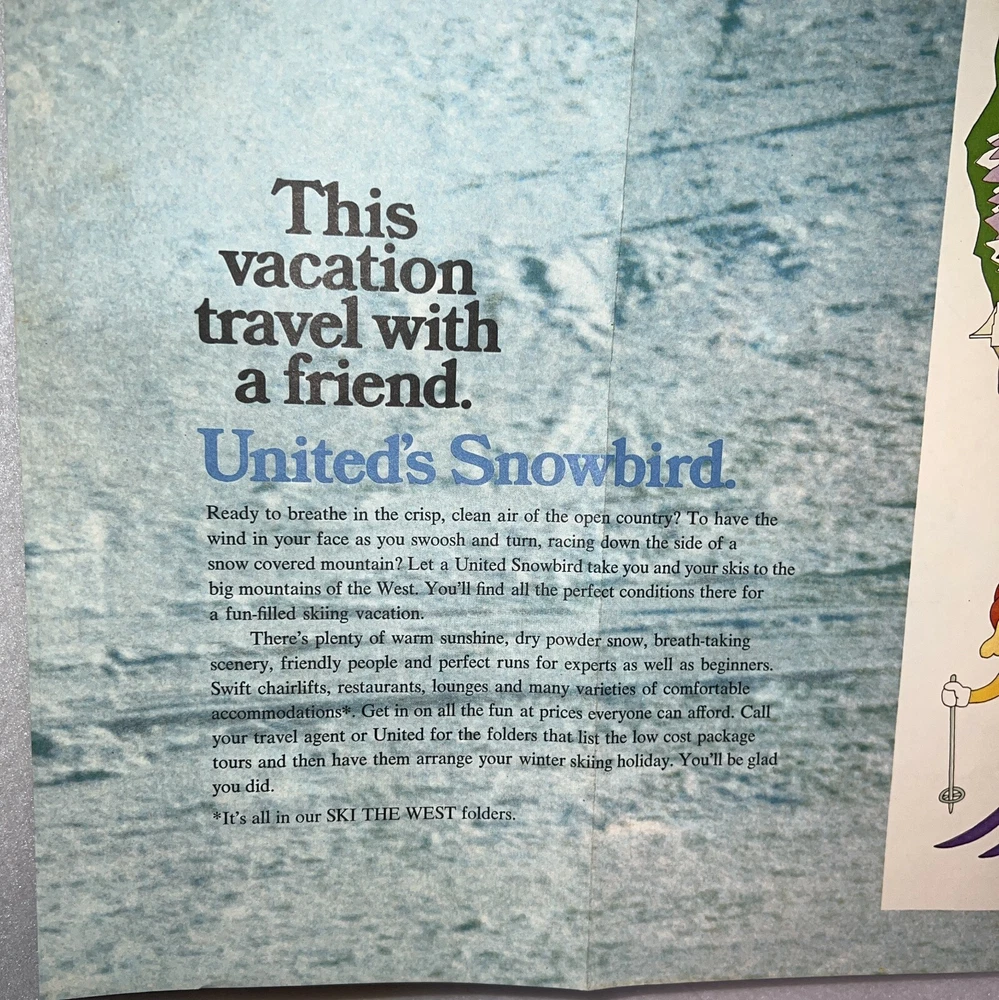 This
vacation
travel with
a friend.
United's Snowbird.
Ready to breathe in the crisp, clean air of the open country? To have the
wind in your face as you swoosh and turn, racing down the side of a
snow covered mountain? Let a United Snowbird take you and your skis to the
big mountains of the West. You'll find all the perfect conditions there for
a fun-filled skiing vacation.
There's plenty of warm sunshine, dry powder snow, breath-taking
scenery, friendly people and perfect runs for experts as well as beginners.
Swift chairlifts, restaurants, lounges and many varieties of comfortable
accommodations*. Get in on all the fun at prices everyone can afford. Call
your travel agent or United for the folders that list the low cost package
tours and then have them arrange your winter skiing holiday. You'll be glad
you did.
*It's all in our SKI THE WEST folders.